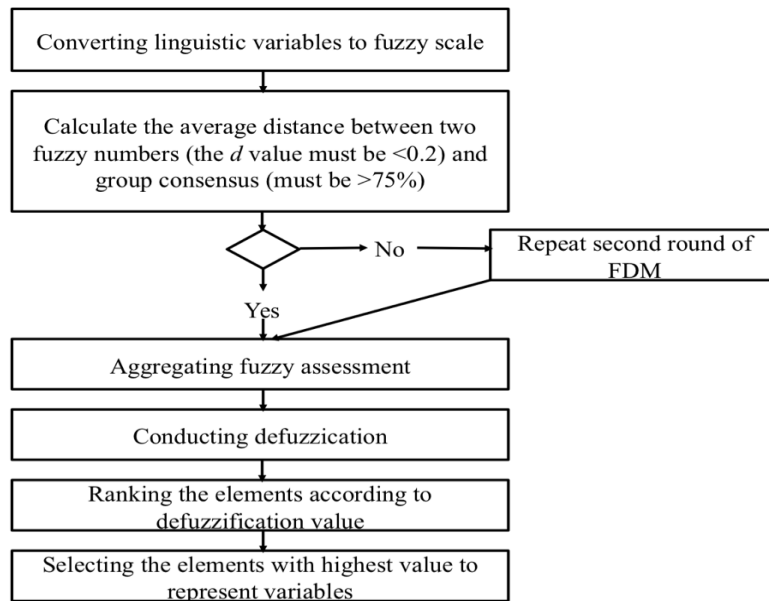 Converting linguistic variables to fuzzy scale
Calculate the average distance between two
fuzzy numbers (the d value must be <0.2) and
group consensus (must be >75%)
No
Repeat second round of
FDM
Yes
Aggregating fuzzy assessment
Conducting defuzzication
Ranking the elements according to
defuzzification value
Selecting the elements with highest value to
represent variables